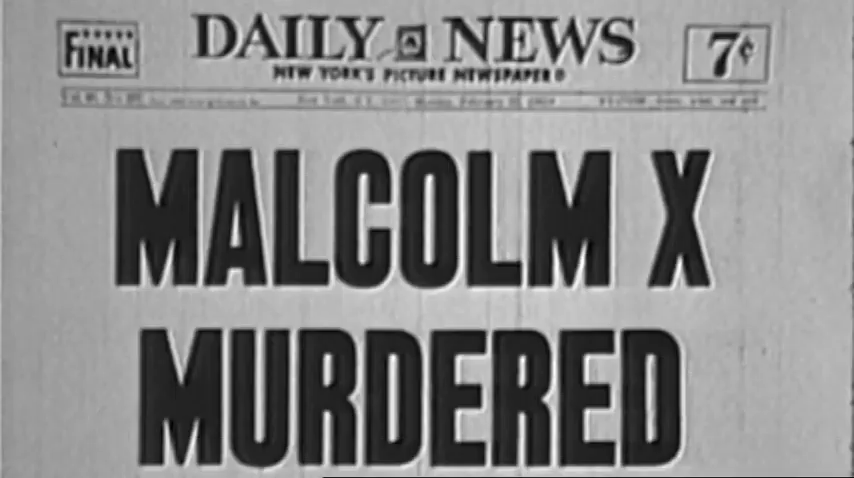 FINAL
DAILY NEWS
7¢
NEW YORK'S PICTURE NEWSPAPER
MALCOLM X
MURDERED